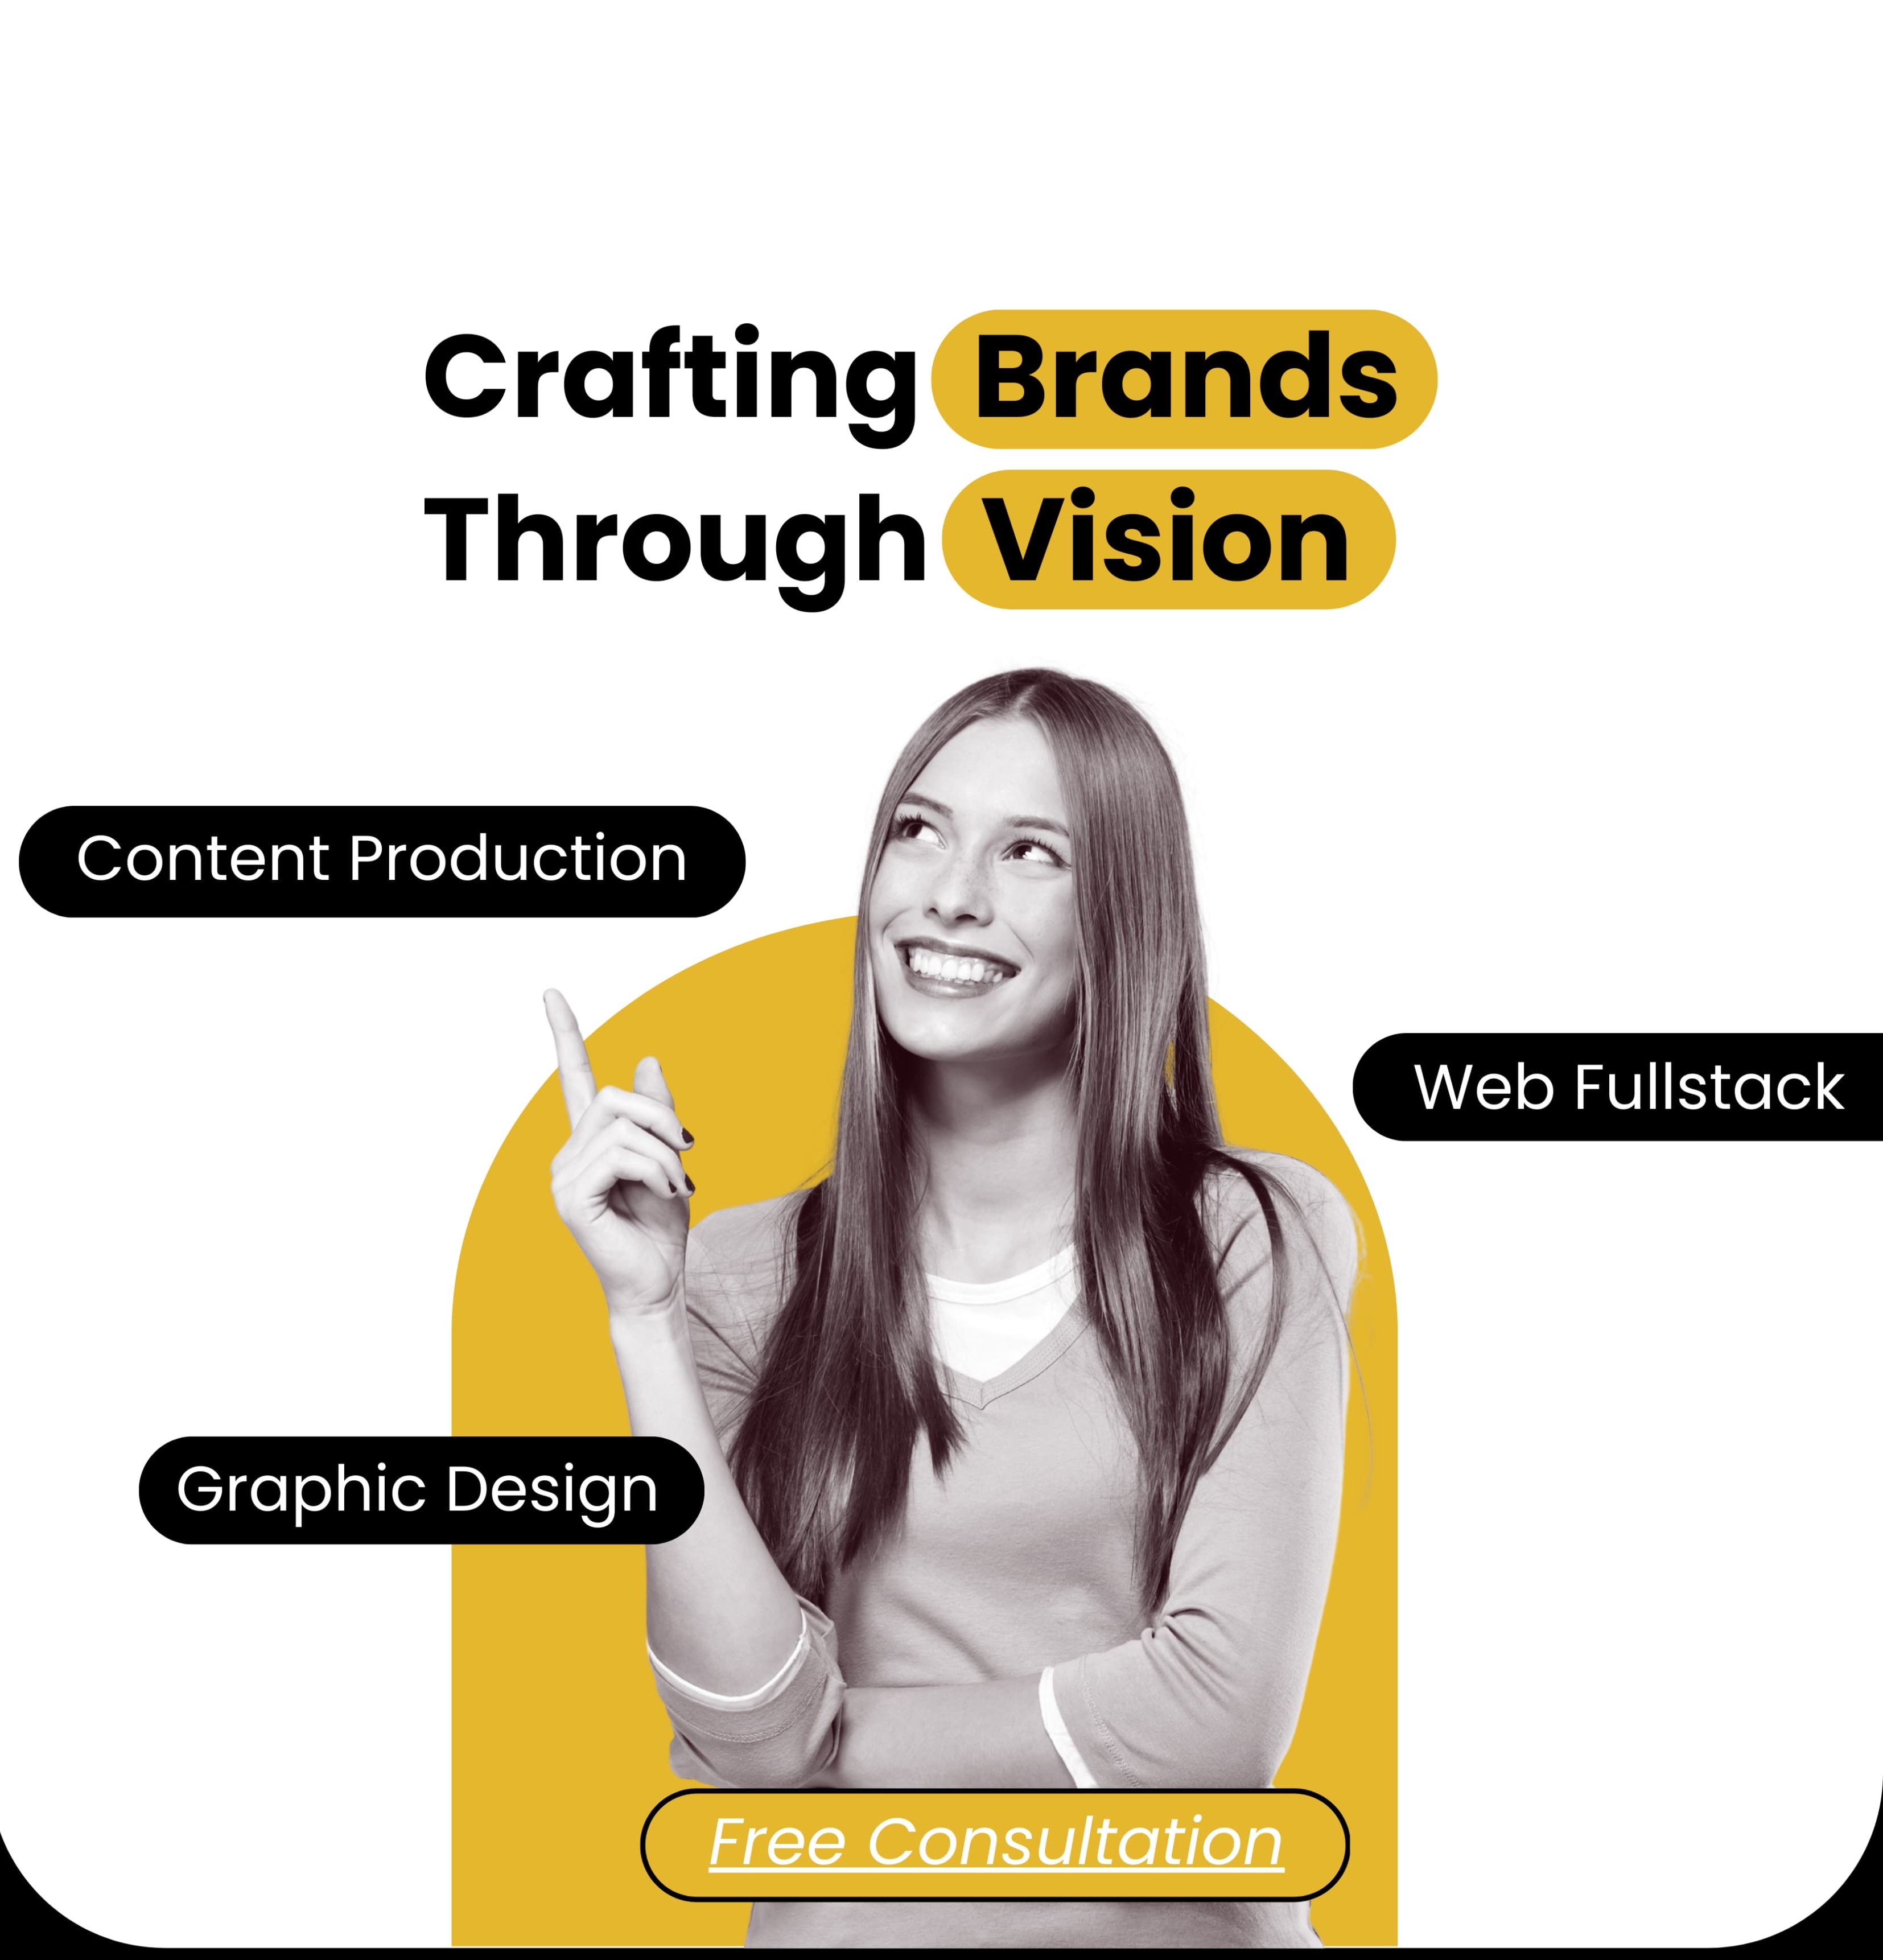 Crafting Brands
Through Vision
Content Production
Web Fullstack
Graphic Design
Free Consultation